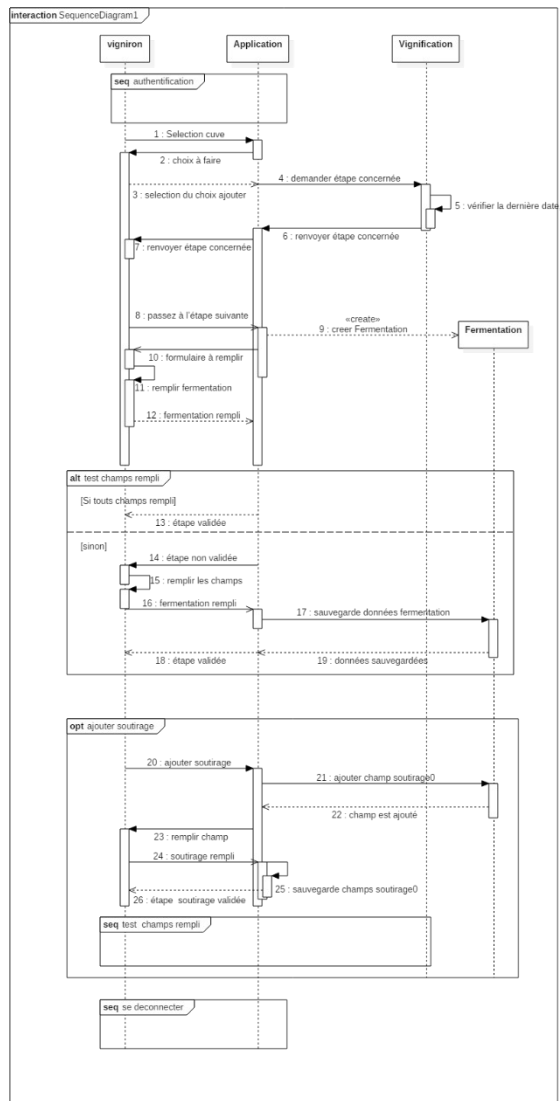 interaction SequenceDiagram1
vigniron
Application
Vignification
seq authentification
1 : Selection cuve
2 : choix à faire
3 : selection du choix ajouter
4 : demander étape concernée
5 : vérifier la dernière date
6 : renvoyer étape concernée
7 : renvoyer étape concernée
8 : passez à l'étape suivante
«create»
9 : creer Fermentation
Fermentation
10 : formulaire à remplir
11 : remplir fermentation
12 : fermentation rempli
alt test champs rempli
[Si touts champs rempli]
13 : étape validée
[sinon]
14 : étape non validée
15 : remplir les champs
16 : fermentation rempli
17 : sauvegarde données fermentation
18 : étape validée
19 : données sauvegardées
opt ajouter soutirage
20 : ajouter soutirage
21 : ajouter champ soutirage0
22 : champ est ajouté
23 : remplir champ
24 : soutirage rempli
25 : sauvegarde champs soutirage0
26 : étape soutirage validée
seq test champs rempli
seq se deconnecter